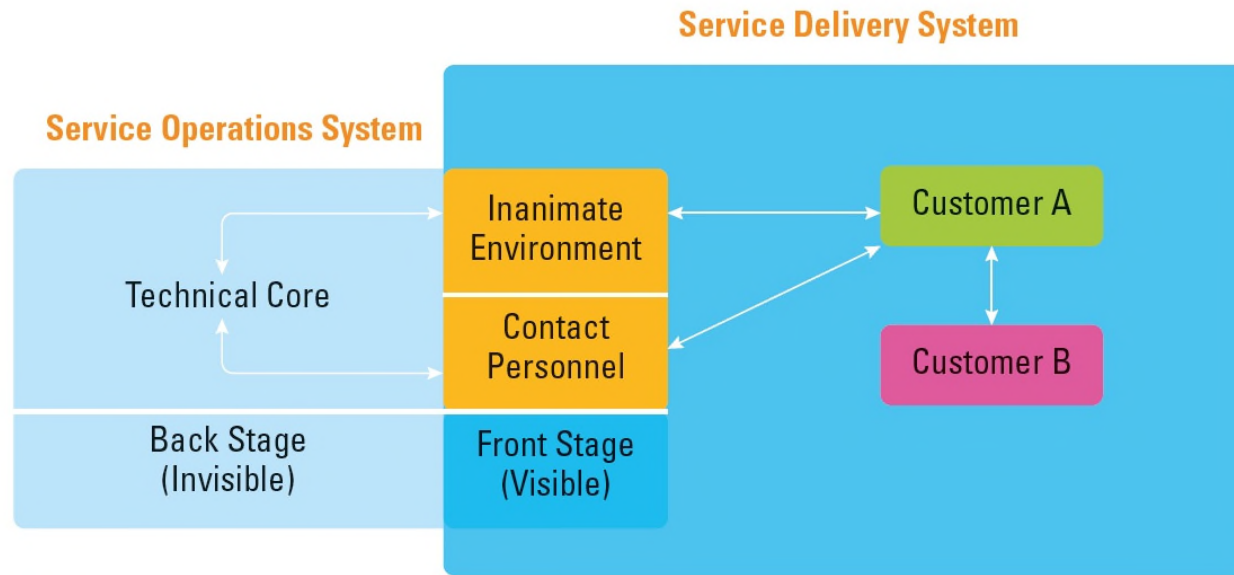 Service Delivery System
Service Operations System
Inanimate
Environment
Customer A
Technical Core
Contact
Personnel
Customer B
Back Stage
(Invisible)
Front Stage
(Visible)